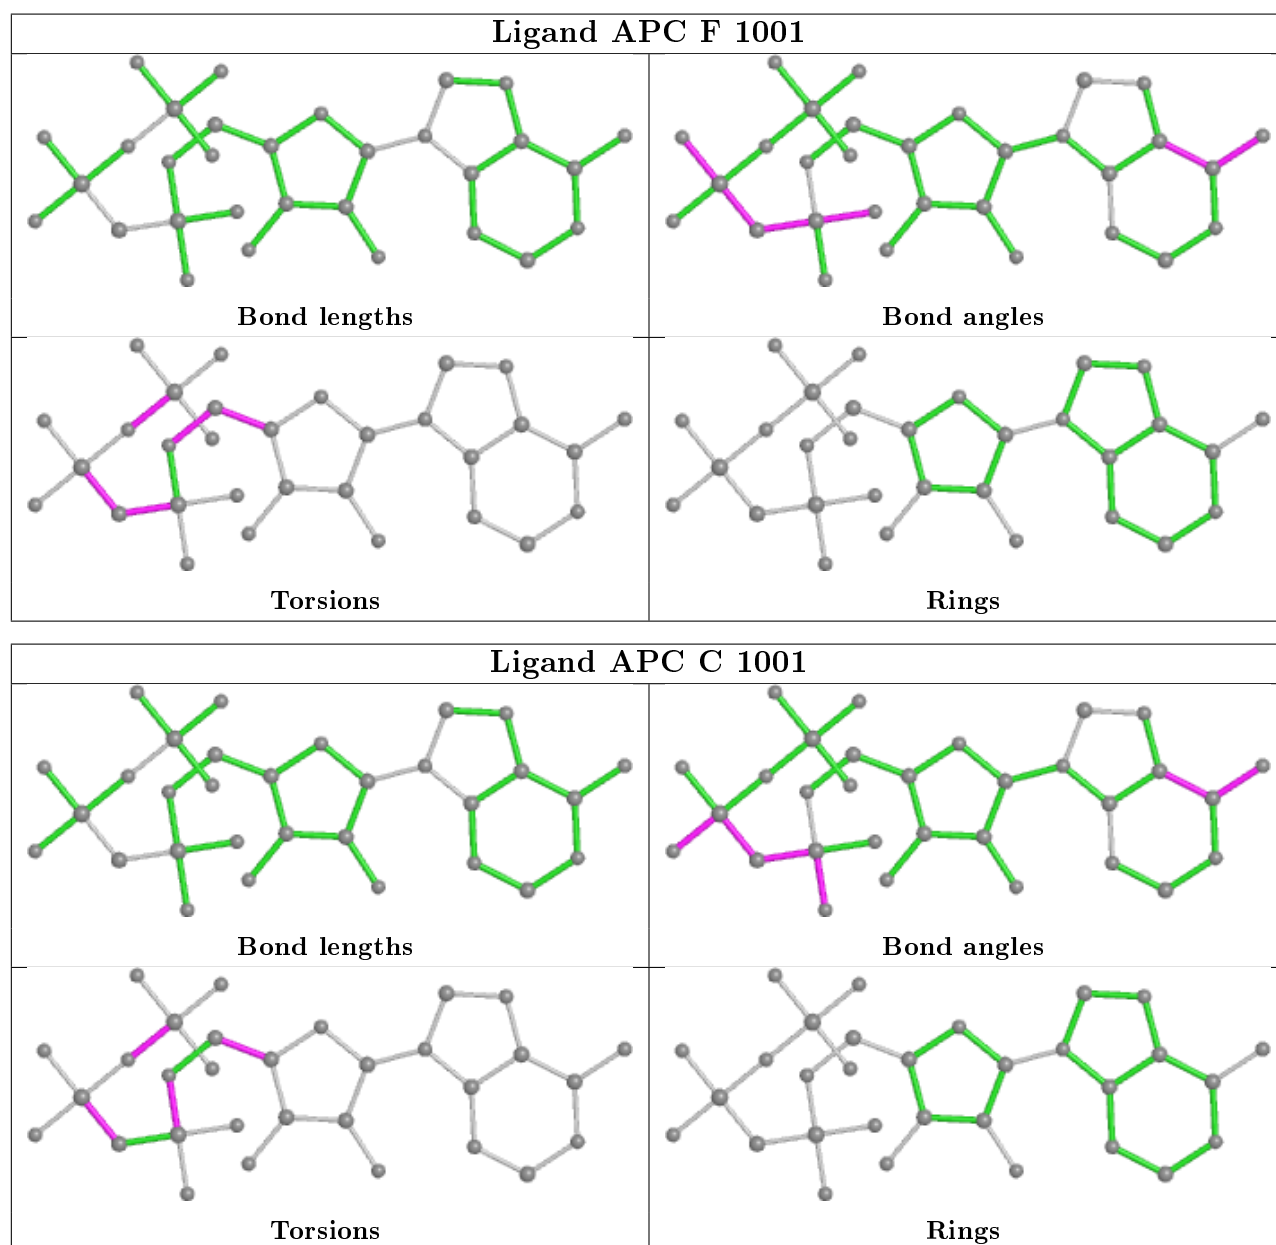 Ligand APC F 1001
Bond lengths
Bond angles
Torsions
Rings
Ligand APC C 1001
Bond lengths
Bond angles
Torsions
Rings